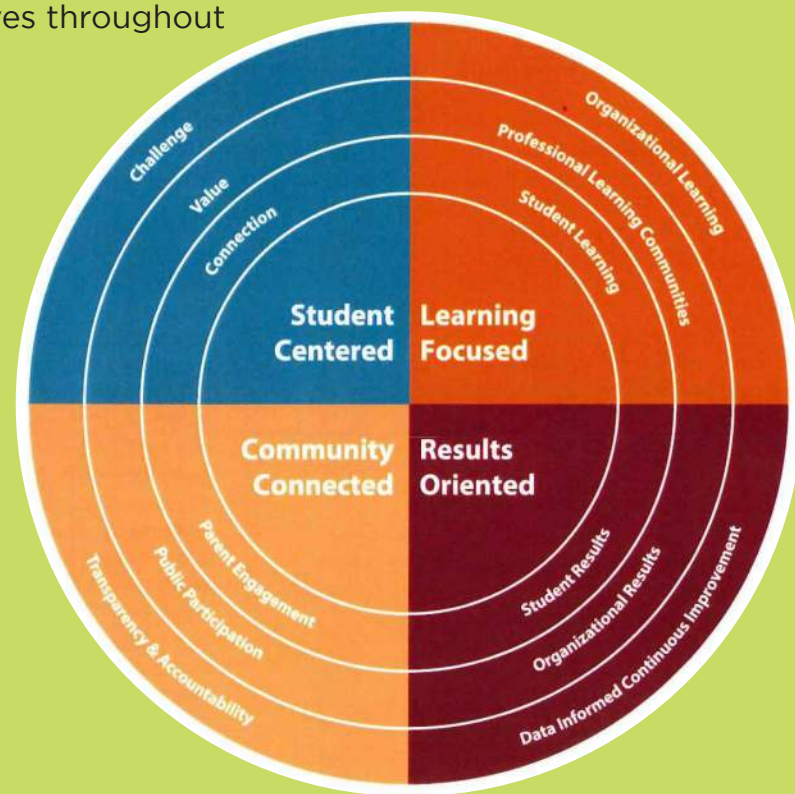 es throughout
Challenge
Value
Connection
Student
Centered
Organizational Learning
Professional Learning Communities
Student Learning
Learning
Focused
Community
Connected
Parent Engagement
Public Participation
Transparency & Accountability
Results
Oriented
Student Results
Organizational Results
Data Informed Continuous Improvement